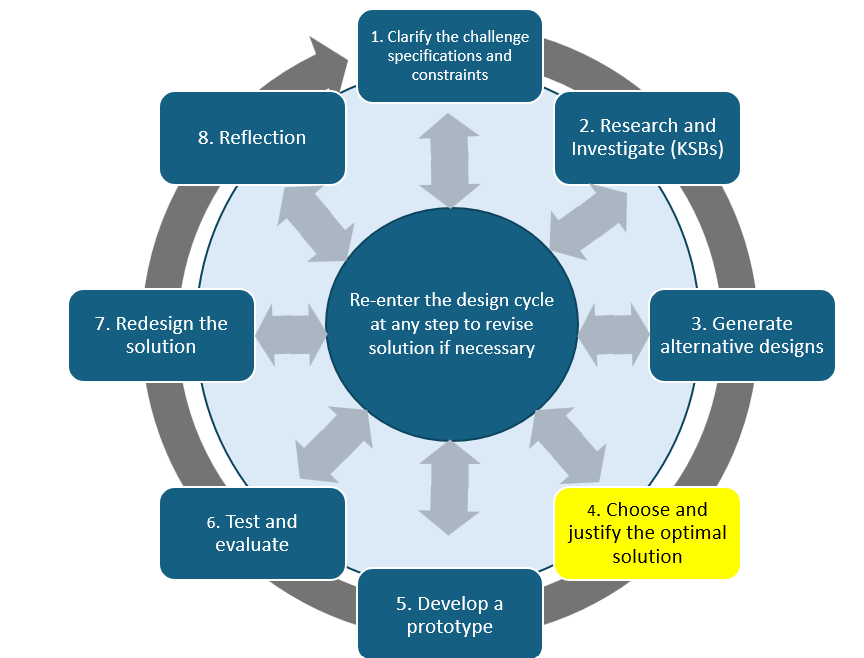 1. Clarify the challenge
specifications and
constraints
2. Research and
Investigate (KSBs)
3. Generate
alternative designs
4. Choose and
justify the optimal
solution
5. Develop a
prototype
6. Test and
evaluate
7. Redesign the
solution
8. Reflection
Re-enter the design cycle
at any step to revise
solution if necessary